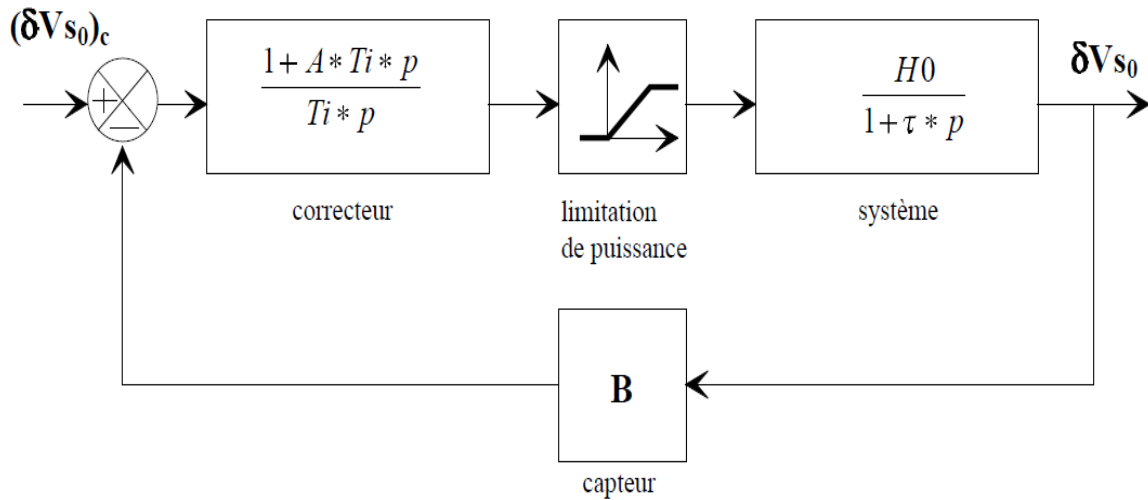 (δVs₀)c
+
−
1 + A * Ti * p
Ti * p
correcteur
limitation
de puissance
H0
1 + τ * p
système
δVs₀
B
capteur